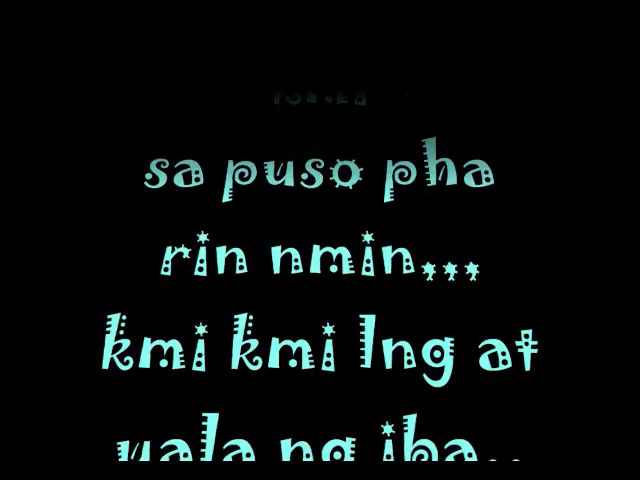 sa puso pha
rin nmin,,,
kmi kmi lng at
wala ng iba..